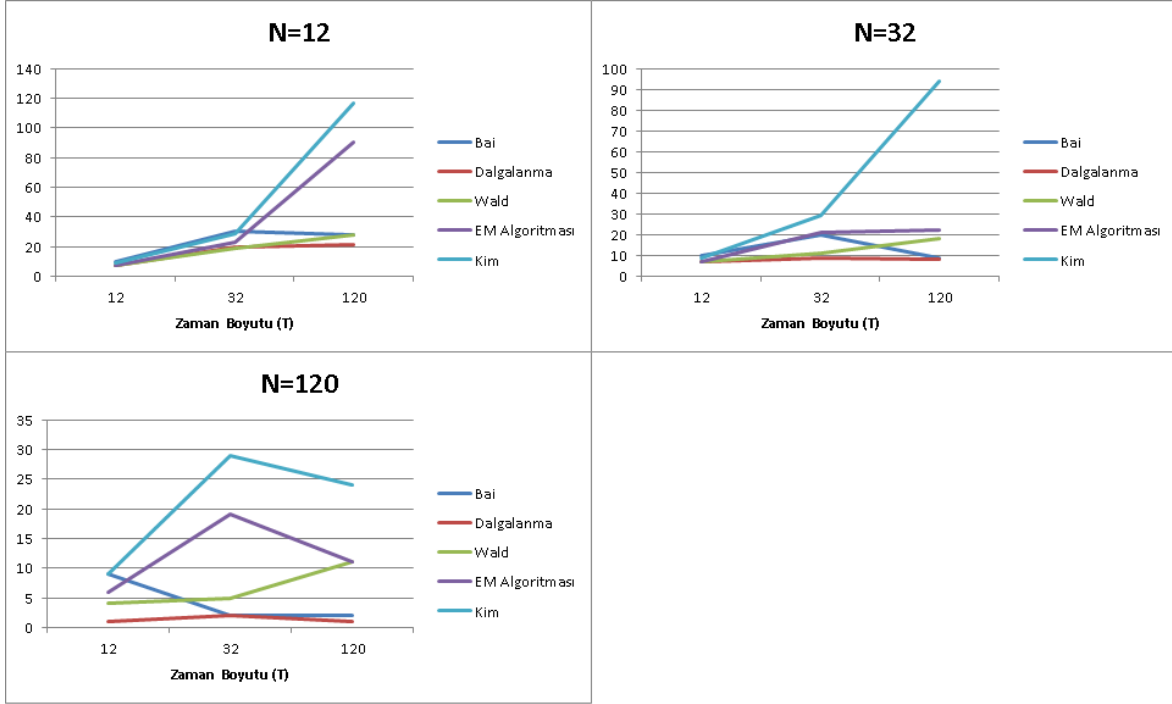 N=12
140
120
100
80
60
40
20
0
12 32 120
Zaman Boyutu (T)
Bai
Dalgalanma
Wald
EM Algoritması
Kim
N=32
100
90
80
70
60
50
40
30
20
10
0
12 32 120
Zaman Boyutu (T)
Bai
Dalgalanma
Wald
EM Algoritması
Kim
N=120
35
30
25
20
15
10
5
0
12 32 120
Zaman Boyutu (T)
Bai
Dalgalanma
Wald
EM Algoritması
Kim